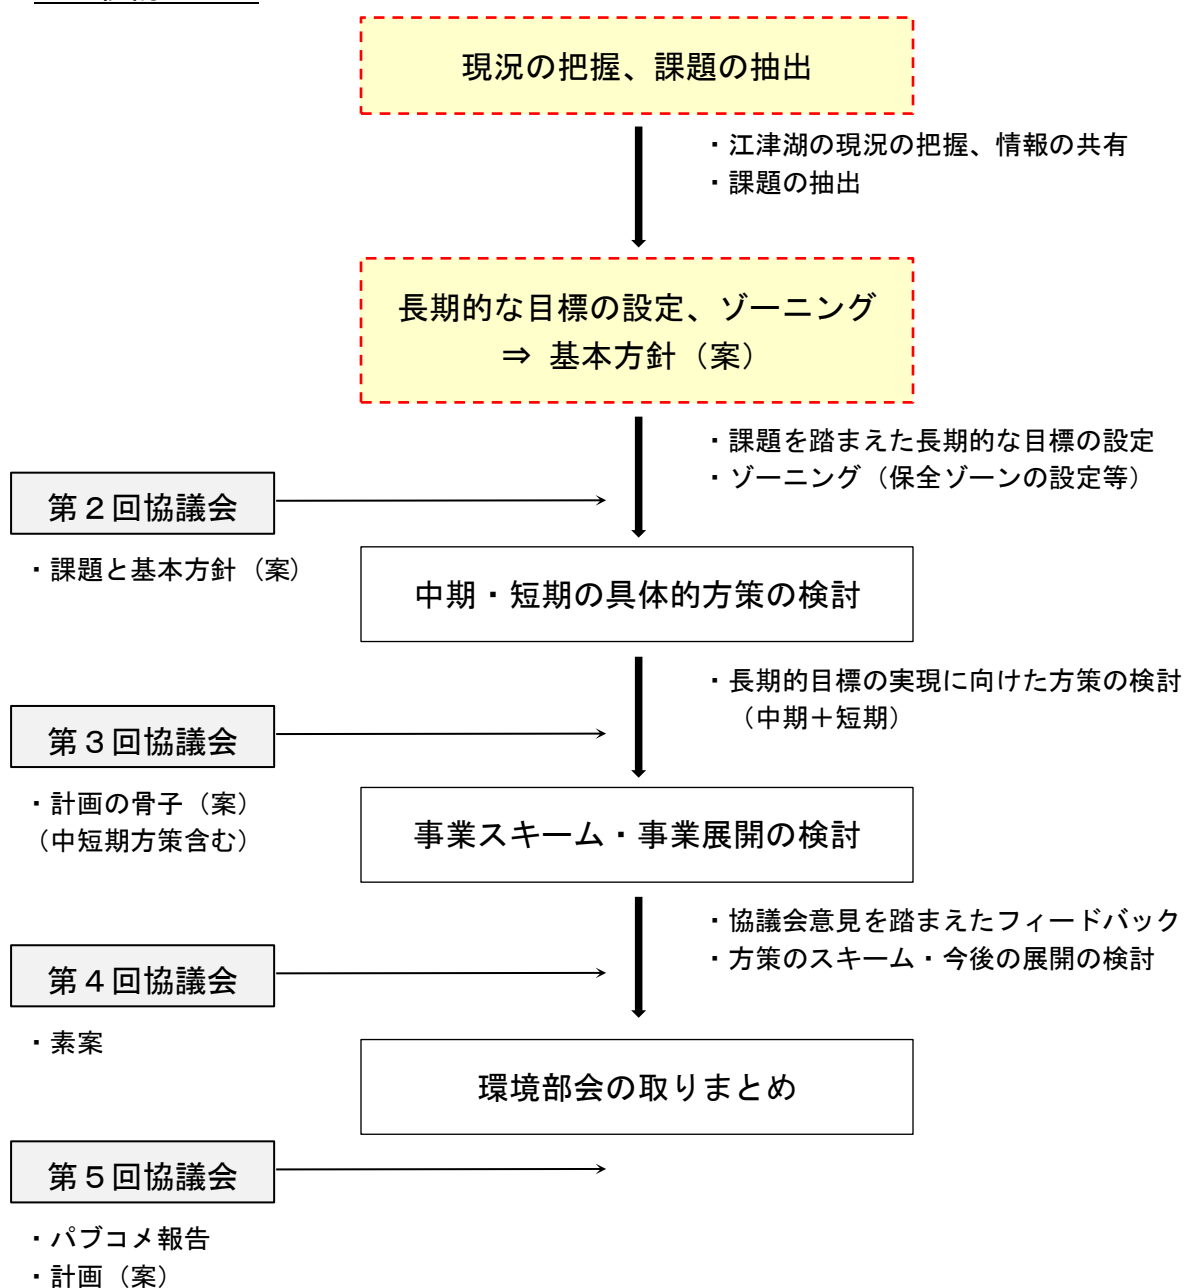 現況の把握、課題の抽出
・江津湖の現況の把握、情報の共有
・課題の抽出
長期的な目標の設定、ゾーニング
⇒ 基本方針（案）
・課題を踏まえた長期的な目標の設定
・ゾーニング（保全ゾーンの設定等）
第２回協議会
・課題と基本方針（案）
中期・短期の具体的方策の検討
・長期的目標の実現に向けた方策の検討
（中期＋短期）
第３回協議会
・計画の骨子（案）
（中短期方策含む）
事業スキーム・事業展開の検討
・協議会意見を踏まえたフィードバック
・方策のスキーム・今後の展開の検討
第４回協議会
・素案
環境部会の取りまとめ
第５回協議会
・パブコメ報告
・計画（案）